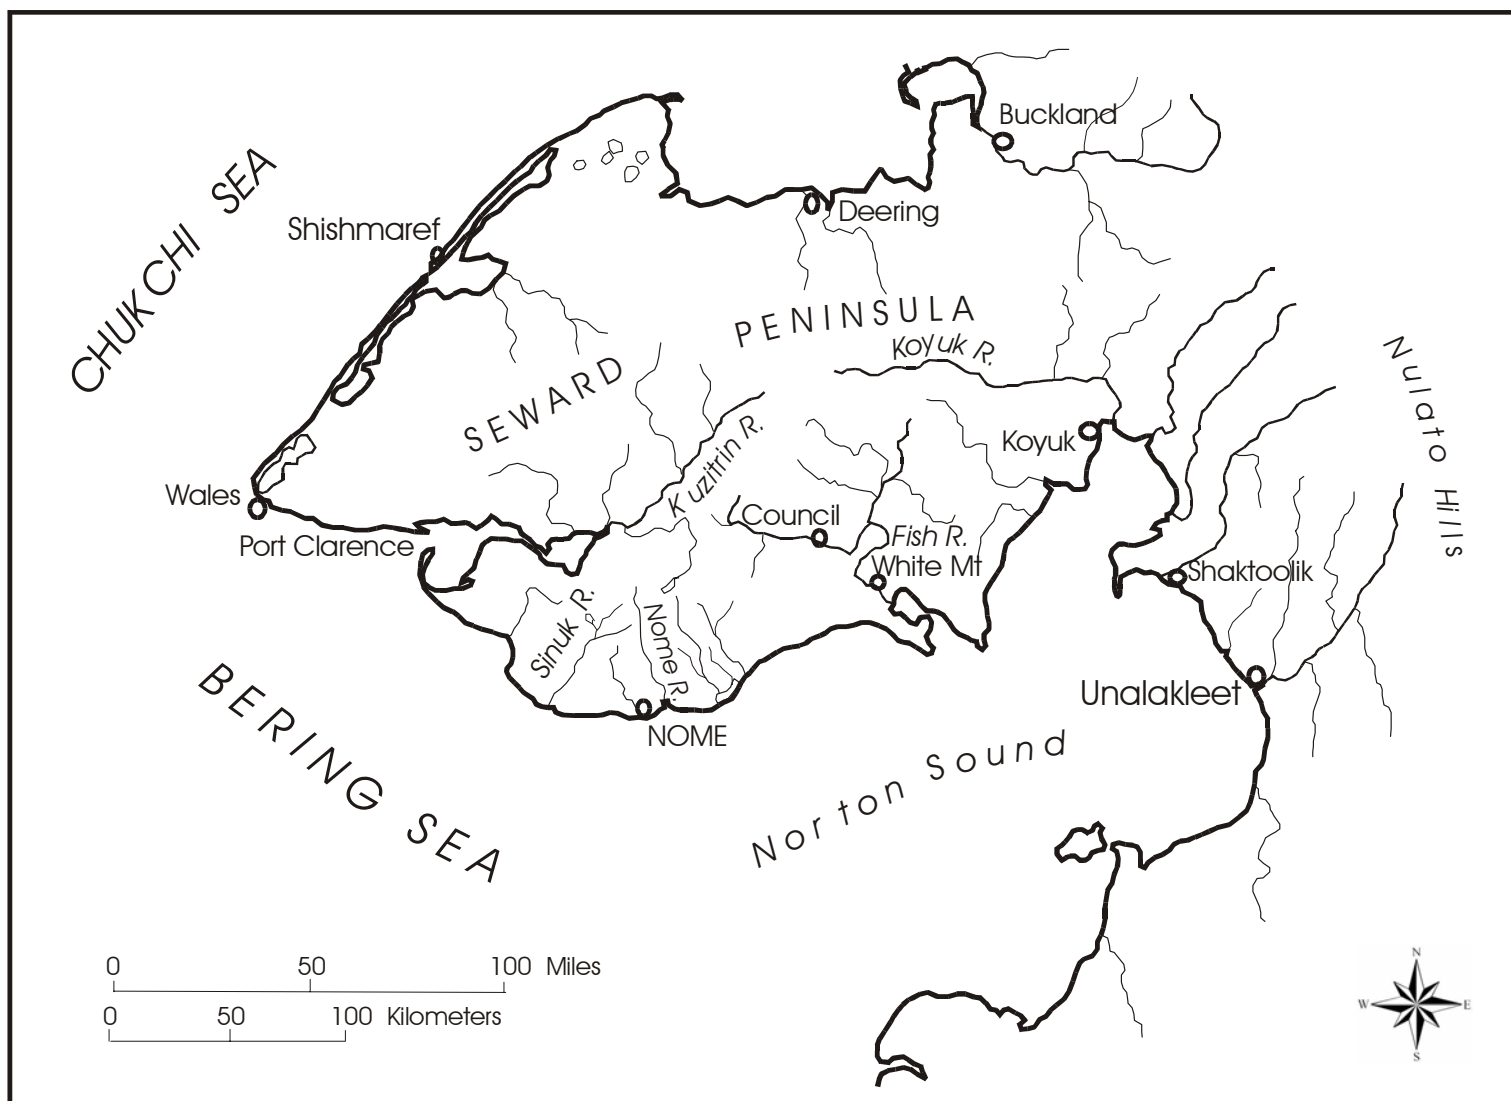 Buckland
CHUKCHI SEA
Shishmaref
Deering
PENINSULA
Koyuk R.
SEWARD
Nulato Hills
Kuzitrin R.
Koyuk
Wales
Council
Port Clarence
Fish R.
White Mt
Shaktoolik
Sinuk R.
Nome R.
Unalakleet
NOME
BERING SEA
Norton Sound
0 50 100 Miles
0 50 100 Kilometers
N
W E
S